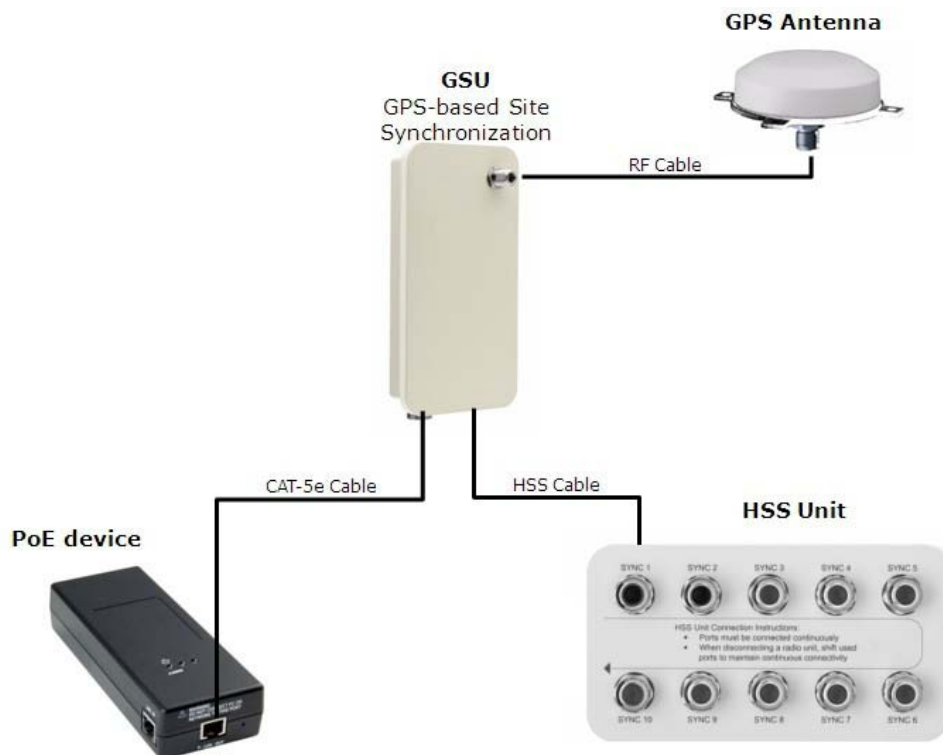 GPS Antenna
GSU
GPS-based Site
Synchronization
RF Cable
CAT-5e Cable
HSS Cable
PoE device
HSS Unit
SYNC 1
SYNC 2
SYNC 3
SYNC 4
SYNC 5
HSS Unit Connection Instructions:
• Ports must be connected continuously
• When disconnecting a radio unit, shift used
ports to maintain continuous connectivity
SYNC 10
SYNC 9
SYNC 8
SYNC 7
SYNC 6